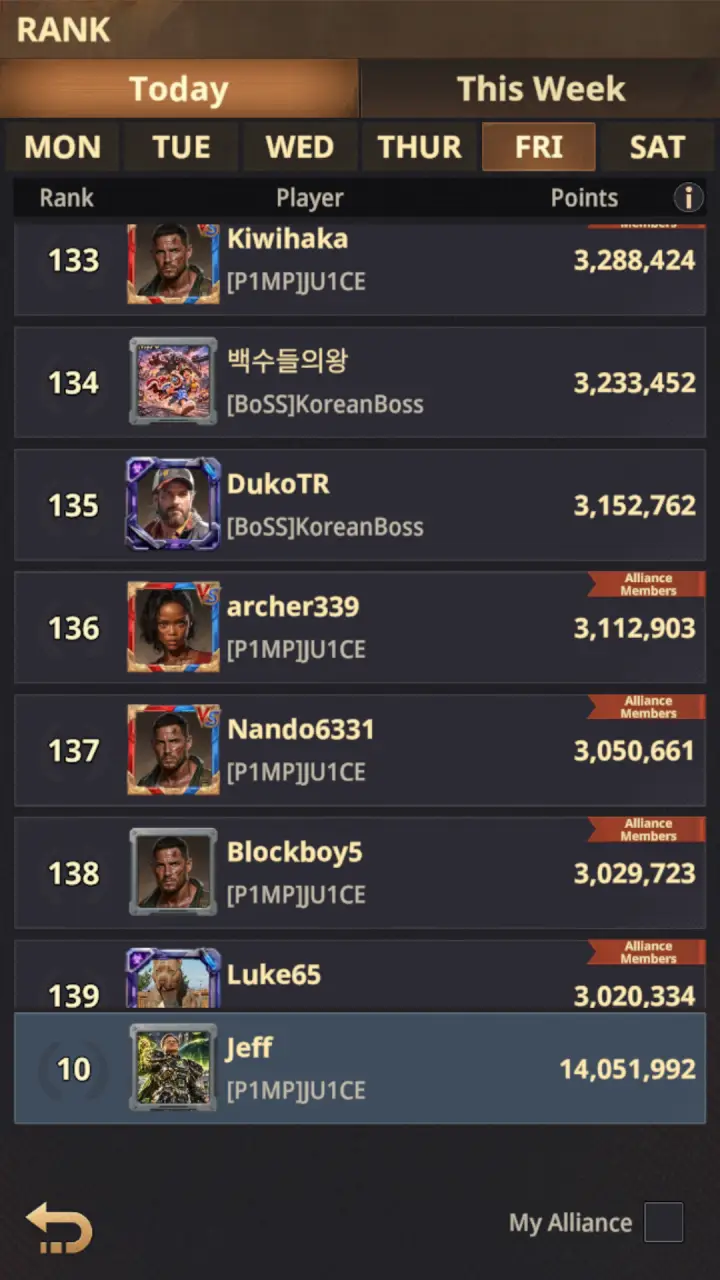 RANK
Today
This Week
MON
TUE
WED
THUR
FRI
SAT
Rank
Player
Points
Members
133
Kiwihaka
[P1MP]JU1CE
3,288,424
134
백수들의왕
[BoSS]KoreanBoss
3,233,452
135
DukoTR
[BoSS]KoreanBoss
3,152,762
Alliance
Members
136
VS
archer339
[P1MP]JU1CE
3,112,903
Alliance
Members
137
VS
Nando6331
[P1MP]JU1CE
3,050,661
Alliance
Members
138
Blockboy5
[P1MP]JU1CE
3,029,723
Alliance
Members
139
Luke65
3,020,334
10
Jeff
[P1MP]JU1CE
14,051,992
My Alliance